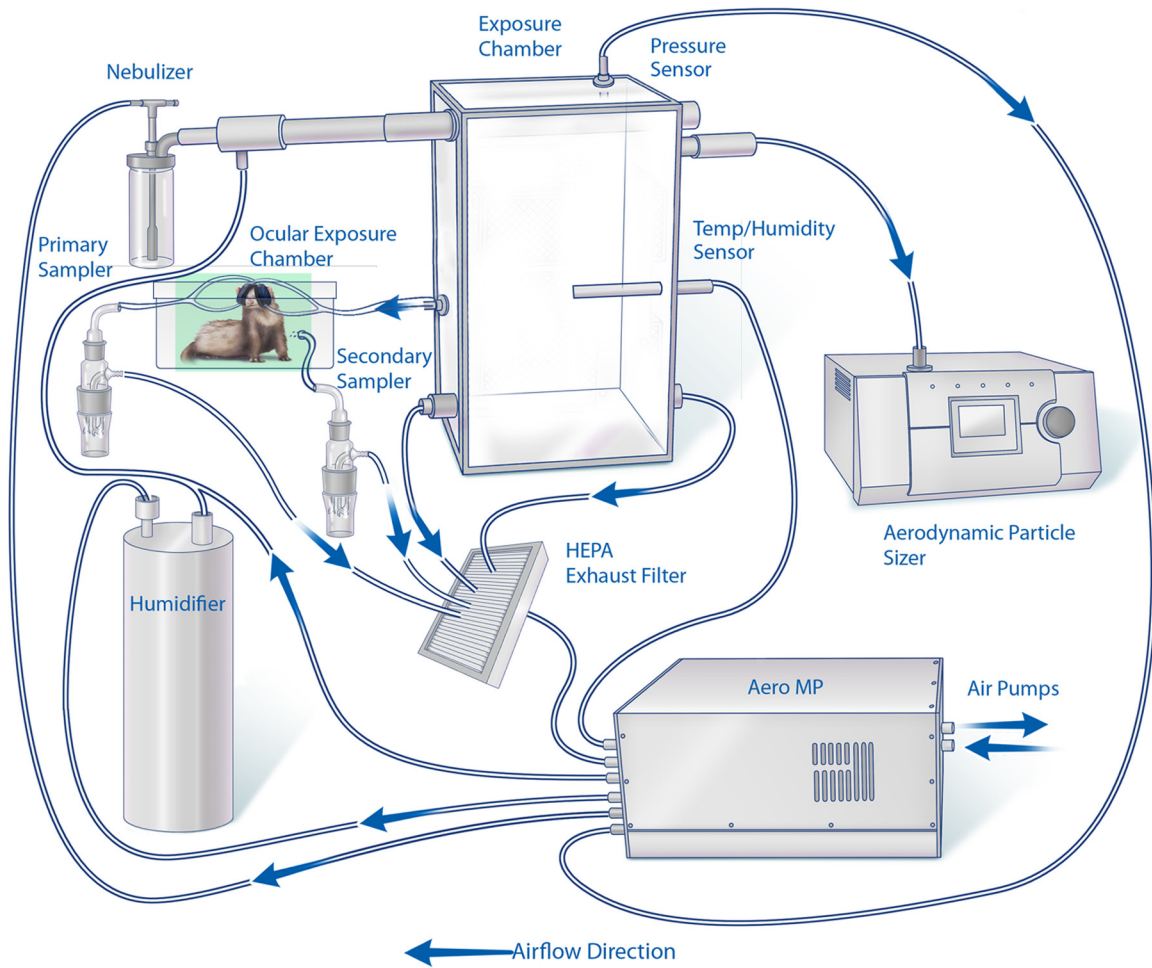 Exposure
Chamber
Pressure
Sensor
Nebulizer
Primary
Sampler
Ocular Exposure
Chamber
Temp/Humidity
Sensor
Secondary
Sampler
Aerodynamic Particle
Sizer
HEPA
Exhaust Filter
Humidifier
Aero MP
Air Pumps
Airflow Direction